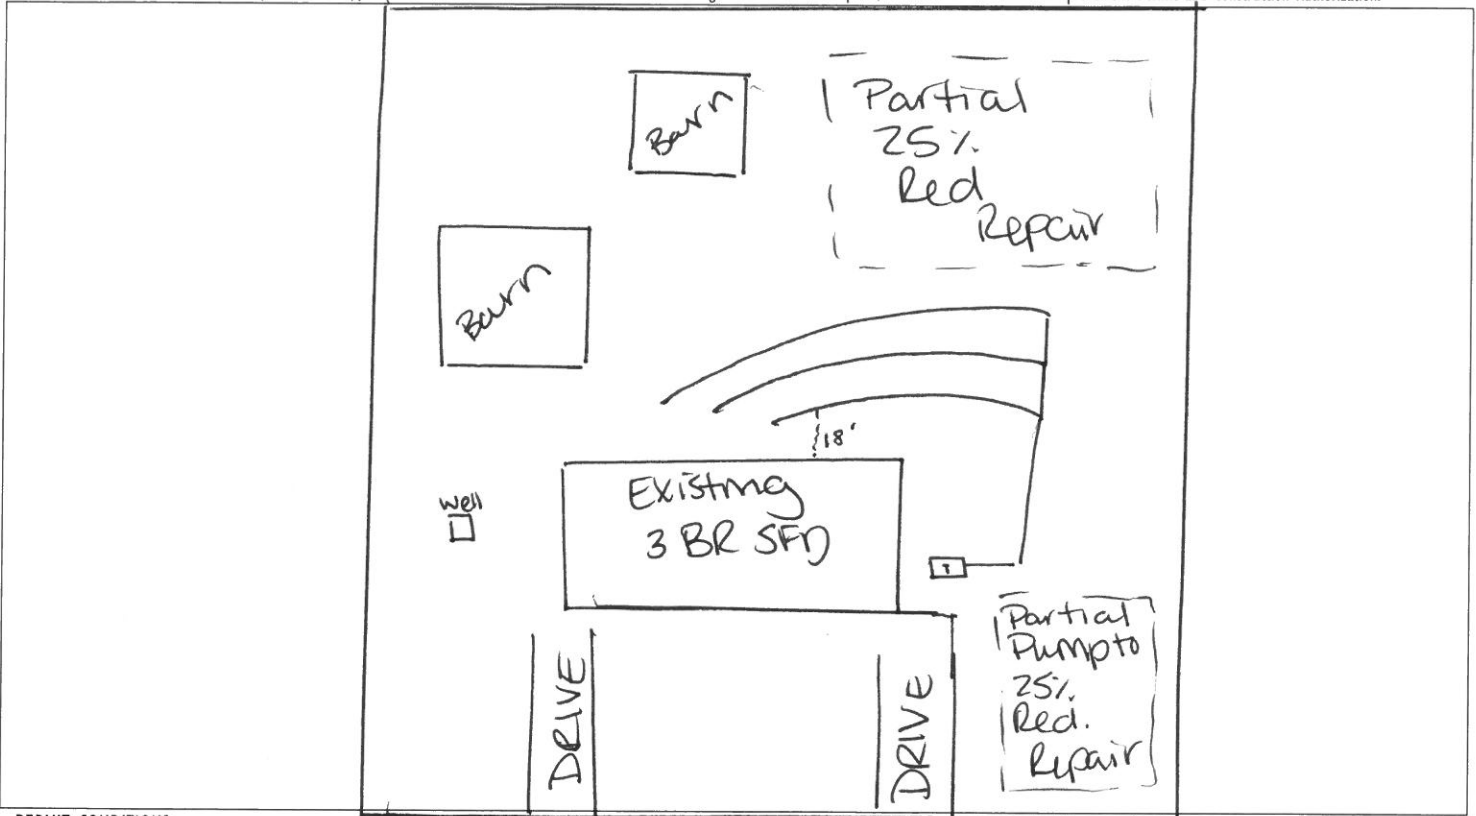 Barn
Partial
25%
Red
Repair
Barn
18'
Existing
3 BR SFD
Well
T
Partial
Pump to
25%
Red.
Repair
DRIVE
DRIVE